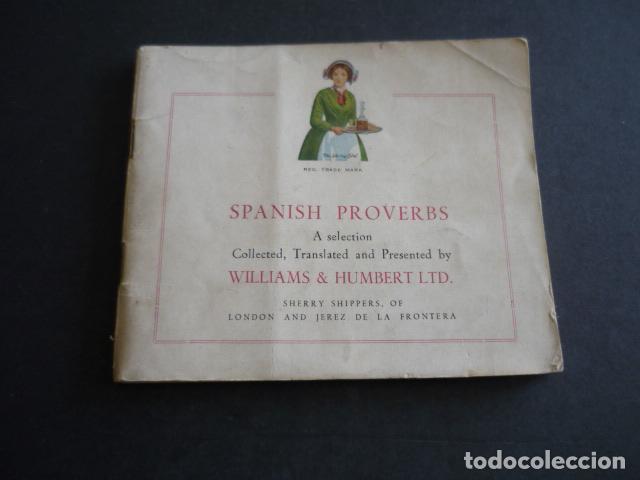 REG. TRADE MARK
SPANISH PROVERBS
A selection
Collected, Translated and Presented by
WILLIAMS & HUMBERT LTD.
SHERRY SHIPPERS, OF
LONDON AND JEREZ DE LA FRONTERA
todocoleccion